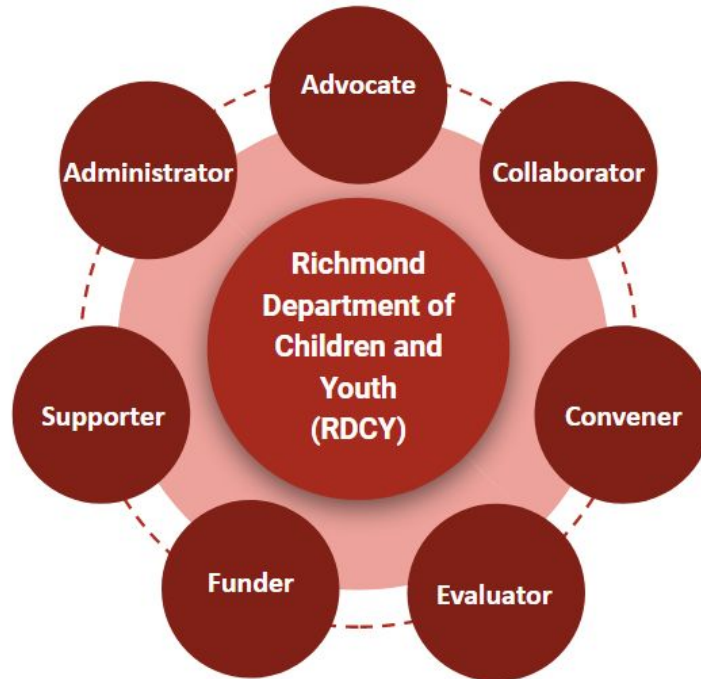 Advocate
Administrator
Collaborator
Richmond
Department of
Children and
Youth
(RDCY)
Supporter
Convener
Funder
Evaluator